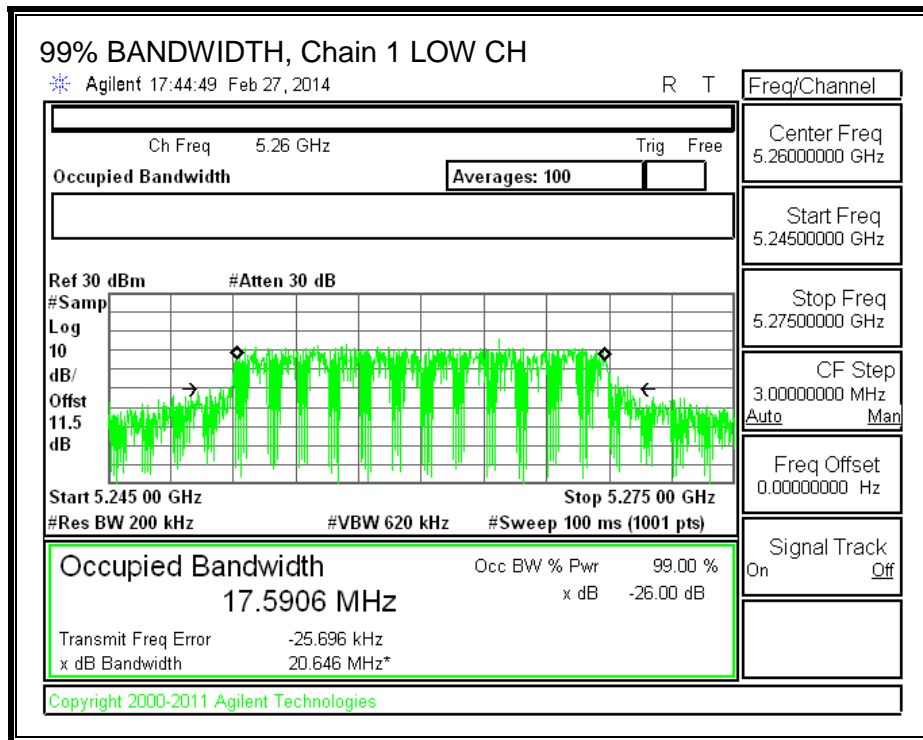 99% BANDWIDTH, Chain 1 LOW CH
Agilent 17:44:49 Feb 27, 2014 R T
Freq/Channel
Ch Freq 5.26 GHz Trig Free
Occupied Bandwidth Averages: 100
Center Freq
5.26000000 GHz
Start Freq
5.24500000 GHz
Stop Freq
5.27500000 GHz
CF Step
3.00000000 MHz
Auto Man
Freq Offset
0.00000000 Hz
Signal Track
On Off
Ref 30 dBm #Atten 30 dB
#Samp
Log
10
dB/
Offst
11.5
dB
Start 5.245 00 GHz Stop 5.275 00 GHz
#Res BW 200 kHz #VBW 620 kHz #Sweep 100 ms (1001 pts)
Occupied Bandwidth Occ BW % Pwr 99.00 %
17.5906 MHz x dB -26.00 dB
Transmit Freq Error -25.696 kHz
x dB Bandwidth 20.646 MHz*
Copyright 2000-2011 Agilent Technologies